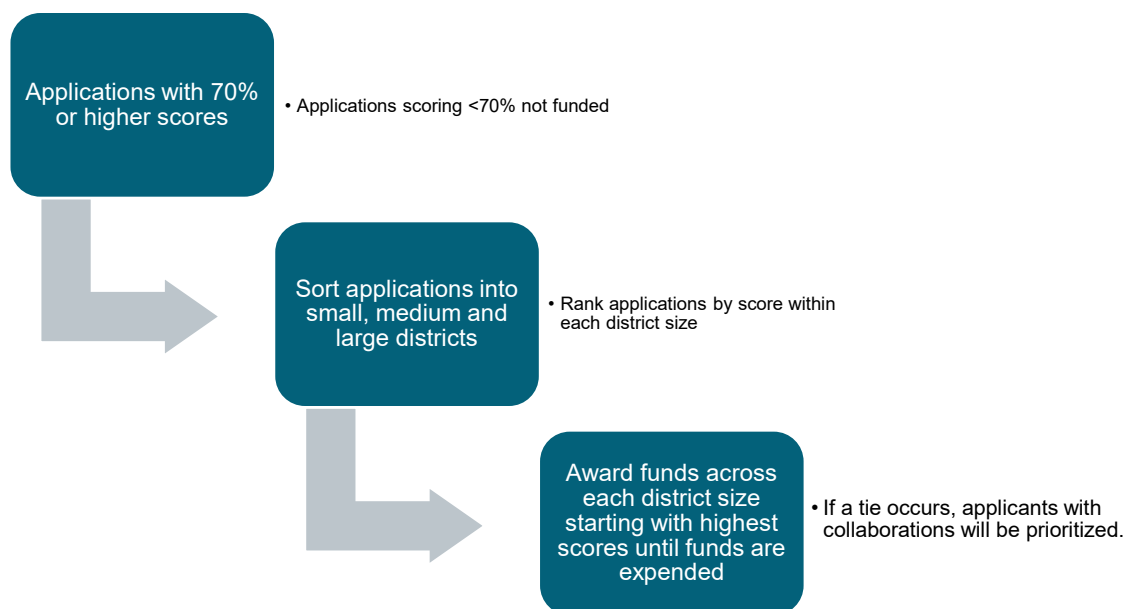 Applications with 70%
or higher scores
• Applications scoring <70% not funded
Sort applications into
small, medium and
large districts
• Rank applications by score within
each district size
Award funds across
each district size
starting with highest
scores until funds are
expended
• If a tie occurs, applicants with
collaborations will be prioritized.